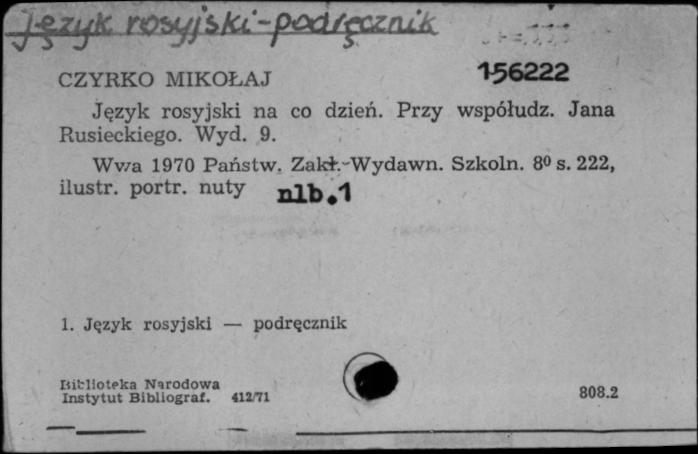 Język rosyjski-podręcznik
156222
CZYRKO MIKOŁAJ
Język rosyjski na co dzień. Przy współudz. Jana
Rusieckiego. Wyd. 9.
Wwa 1970 Państw. Zakł. Wydawn. Szkoln. 8⁰ s. 222,
ilustr. portr. nuty nlb.1
1. Język rosyjski — podręcznik
Biblioteka Narodowa
Instytut Bibliograf. 412/71
808.2